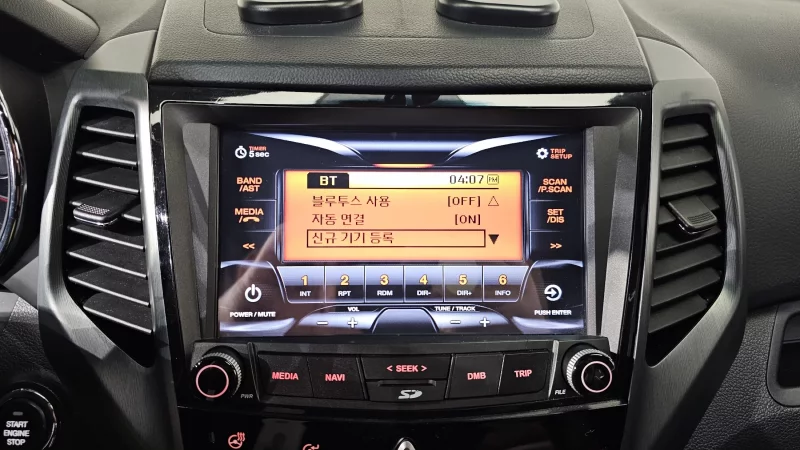 TIMER
5 sec
TRIP
SETUP
BAND
/AST
BT
04:07 PM
SCAN
/P.SCAN
블루투스 사용 [OFF] △
MEDIA
/
자동 연결 [ON]
SET
/DIS
<<
신규 기기 등록 ▼
>>
1 2 3 4 5 6
INT RPT RDM DIR- DIR+ INFO
POWER / MUTE
VOL
TUNE / TRACK
PUSH ENTER
− + − +
MEDIA
NAVI
< SEEK >
SD
DMB
TRIP
PWR
FILE
START
ENGINE
STOP